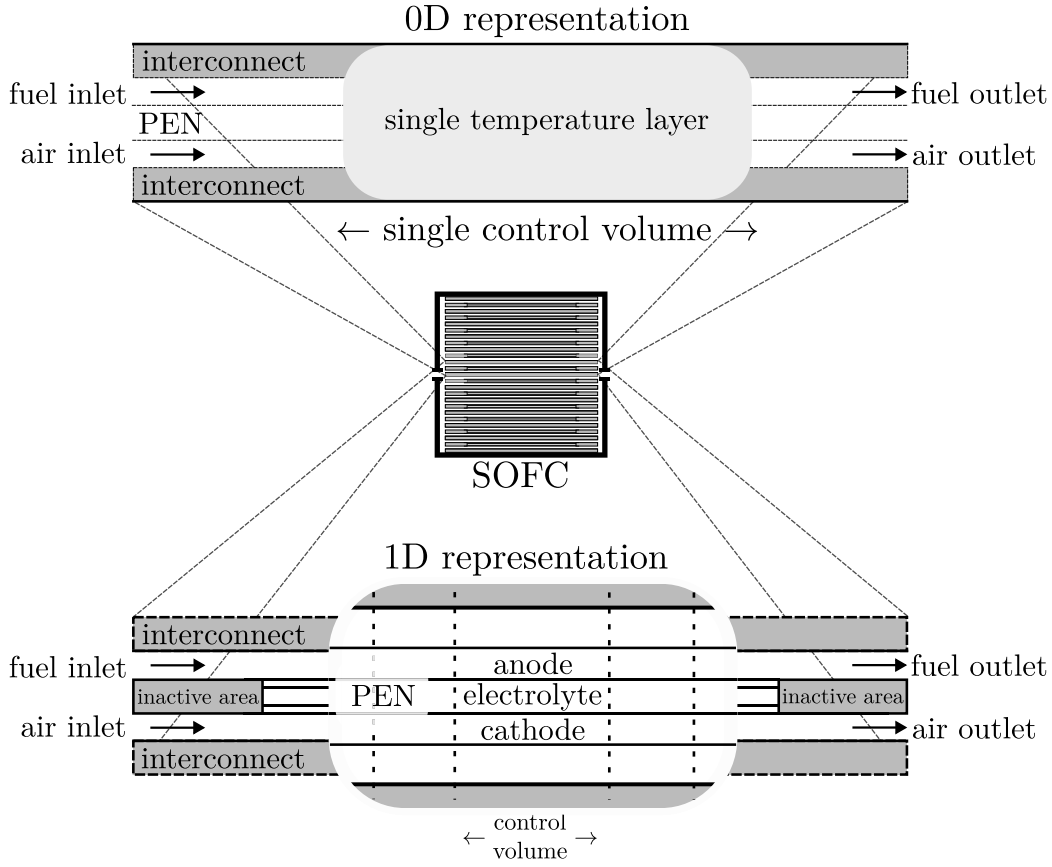 0D representation
interconnect
fuel inlet
fuel outlet
PEN
single temperature layer
air inlet
air outlet
interconnect
← single control volume →
SOFC
1D representation
interconnect
fuel inlet
anode
fuel outlet
inactive area
PEN
electrolyte
inactive area
air inlet
cathode
air outlet
interconnect
← control →
volume